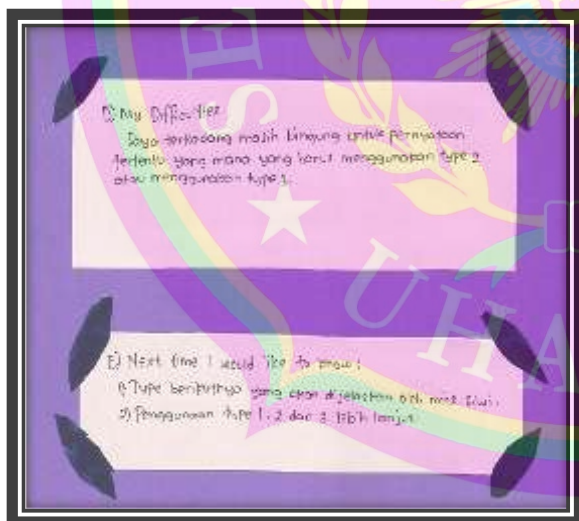 D) My Difficulties
Saya terkadang masih bingung untuk pernyataan
tertentu yang mana yang harus menggunakan type 2
atau menggunakan type 1.
E) Next time I would like to know :
1) Type berikutnya yang akan dijelaskan oleh miss
2) Penggunaan type 1, 2 dan 3 lebih lanjut
SE
UHA